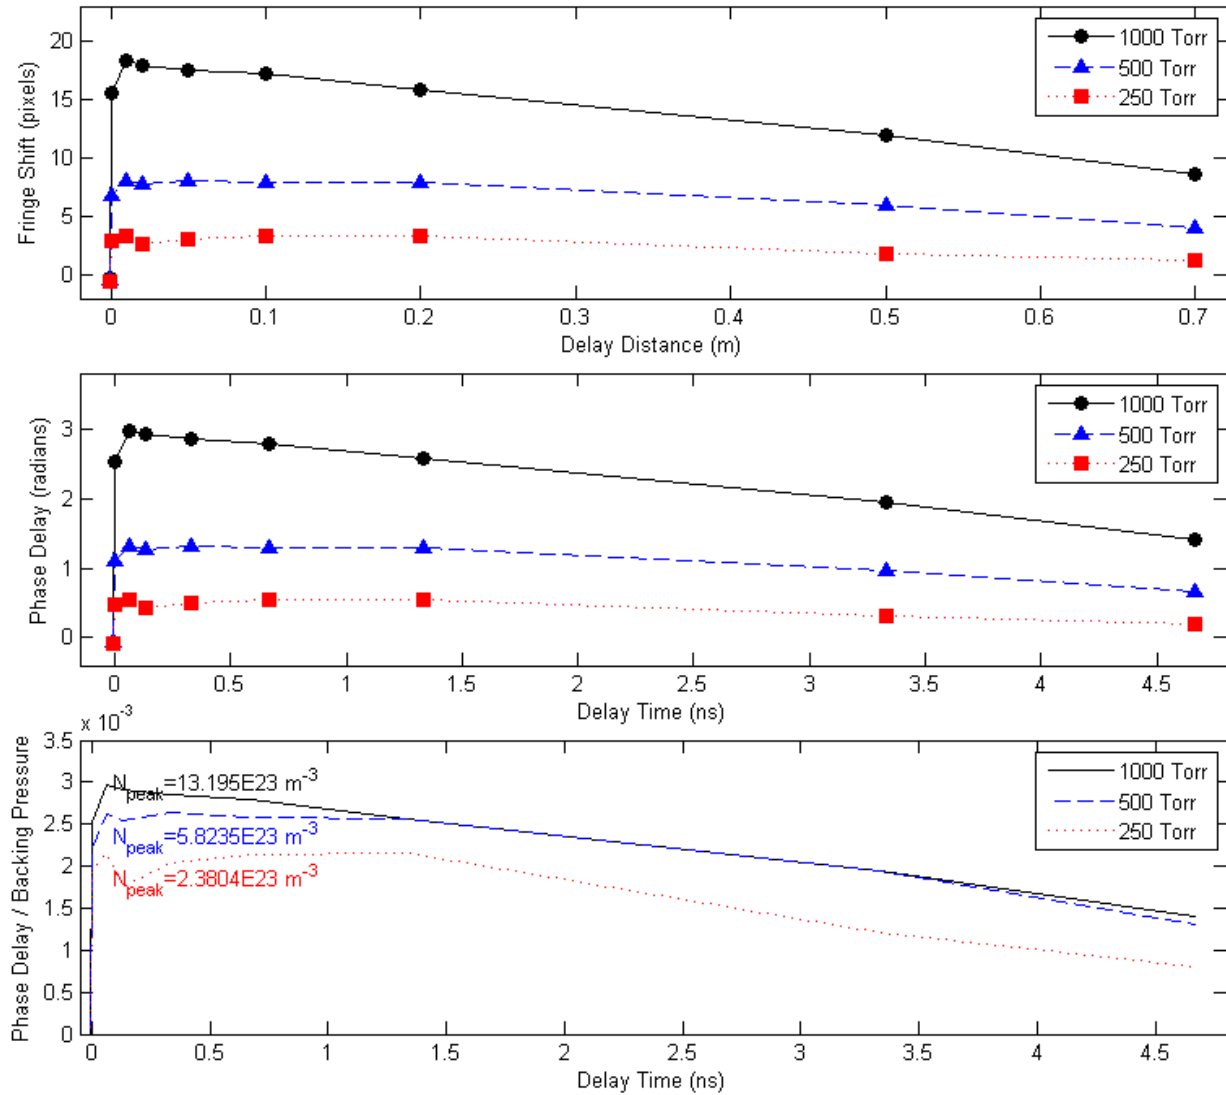 20
15
10
5
0
Fringe Shift (pixels)
1000 Torr
500 Torr
250 Torr
0 0.1 0.2 0.3 0.4 0.5 0.6 0.7
Delay Distance (m)
3
2
1
0
Phase Delay (radians)
1000 Torr
500 Torr
250 Torr
0 0.5 1 1.5 2 2.5 3 3.5 4 4.5
Delay Time (ns)
x 10⁻³
3.5
3
2.5
2
1.5
1
0.5
0
Phase Delay / Backing Pressure
N_peak=13.195E23 m⁻³
N_peak=5.8235E23 m⁻³
N_peak=2.3804E23 m⁻³
1000 Torr
500 Torr
250 Torr
0 0.5 1 1.5 2 2.5 3 3.5 4 4.5
Delay Time (ns)